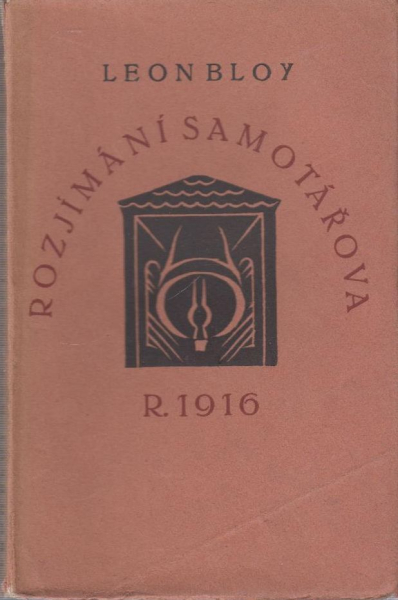 LEON BLOY
ROZJÍMÁNÍ SAMOTÁŘOVA
R. 1916